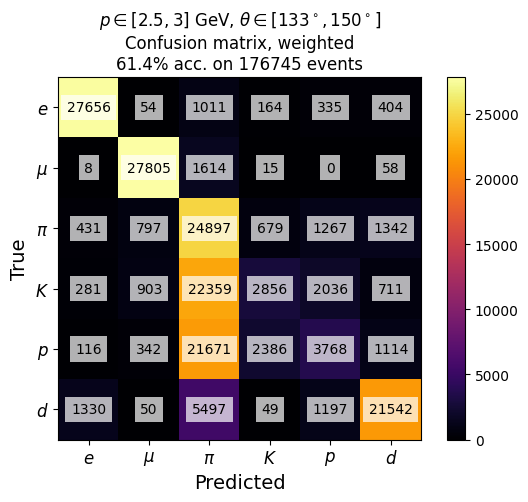 p ∈ [2.5, 3] GeV, θ ∈ [133°, 150°]
Confusion matrix, weighted
61.4% acc. on 176745 events
e 27656 54 1011 164 335 404
μ 8 27805 1614 15 0 58
π 431 797 24897 679 1267 1342
K 281 903 22359 2856 2036 711
p 116 342 21671 2386 3768 1114
d 1330 50 5497 49 1197 21542
e μ π K p d
True
Predicted
25000
20000
15000
10000
5000
0